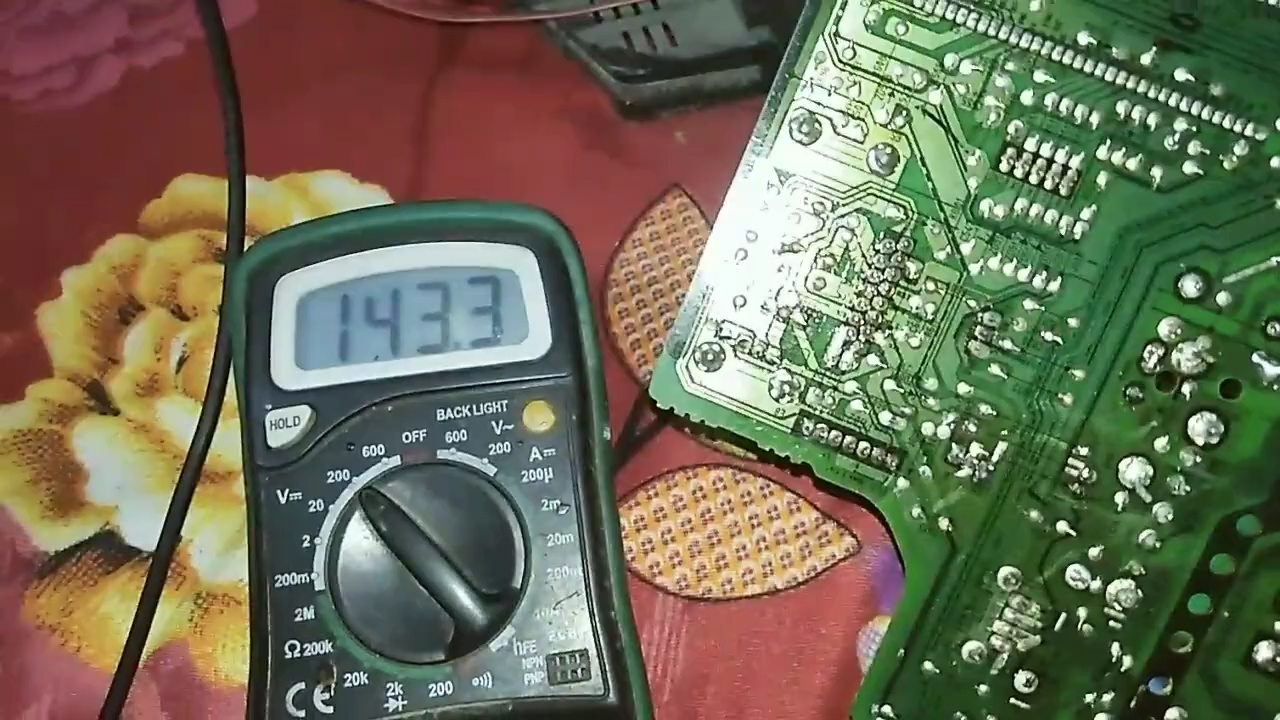 143.3
HOLD
BACK LIGHT
OFF
600
600
V~
200
200
A
V
200µ
20
2m
2
20m
200m
2M
Ω
200k
hFE
NPN
PNP
20k
2k
200
CE